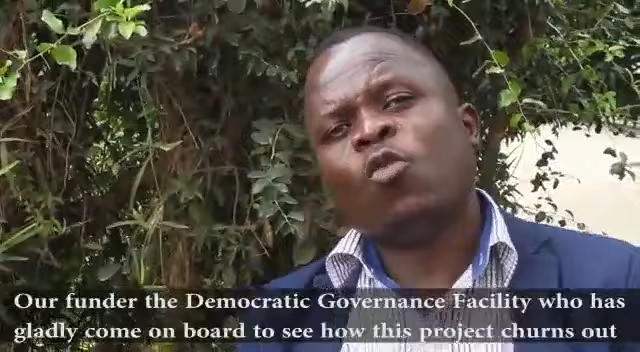 Our funder the Democratic Governance Facility who has
gladly come on board to see how this project churns out